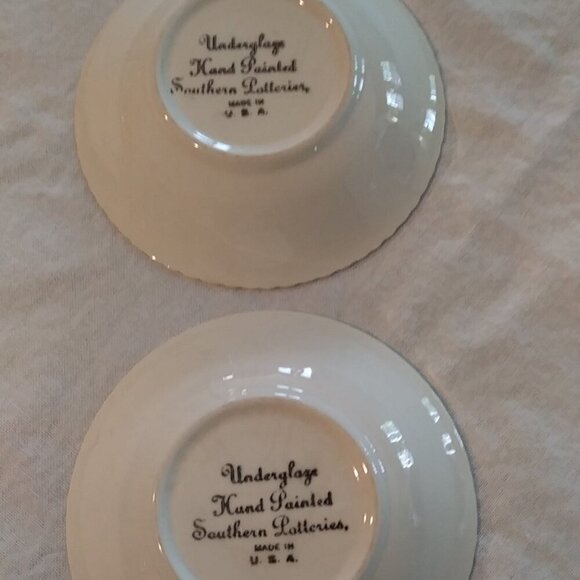 Underglaze
Hand Painted
Southern Potteries,
MADE IN
U. S. A.
Underglaze
Hand Painted
Southern Potteries,
MADE IN
U. S. A.